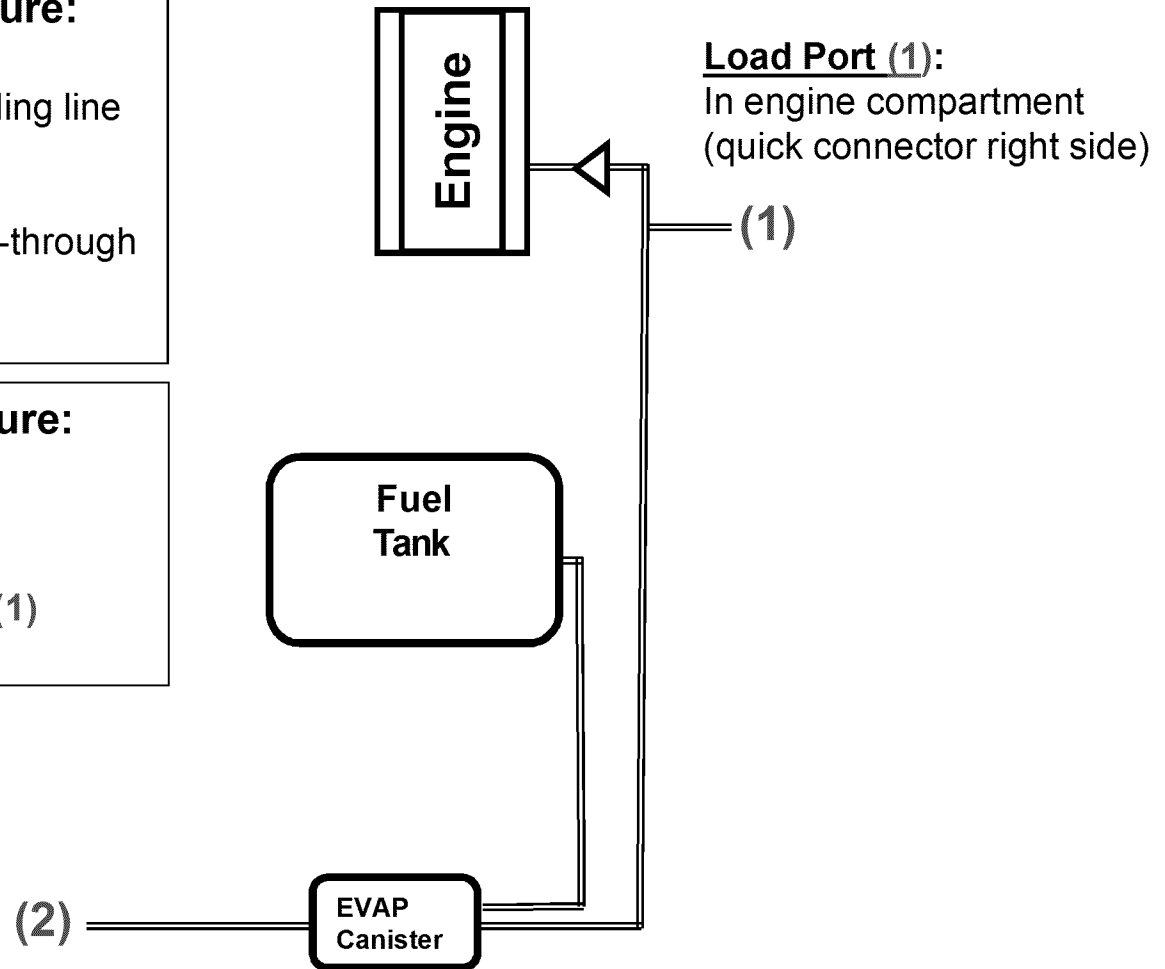 ure:
ling line
-through
ure:
(1)
Engine
Load Port (1):
In engine compartment
(quick connector right side)
(1)
Fuel
Tank
(2)
EVAP
Canister